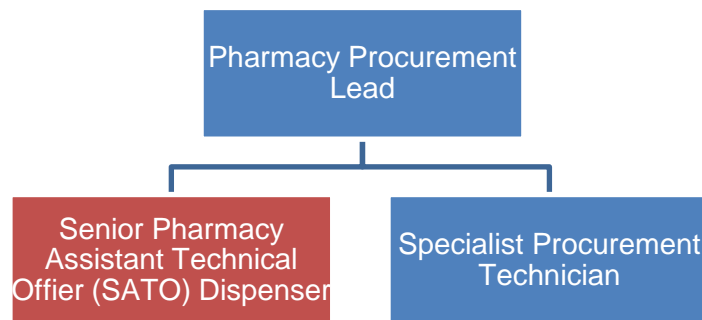 Pharmacy Procurement
Lead
Senior Pharmacy
Assistant Technical
Offier (SATO) Dispenser
Specialist Procurement
Technician